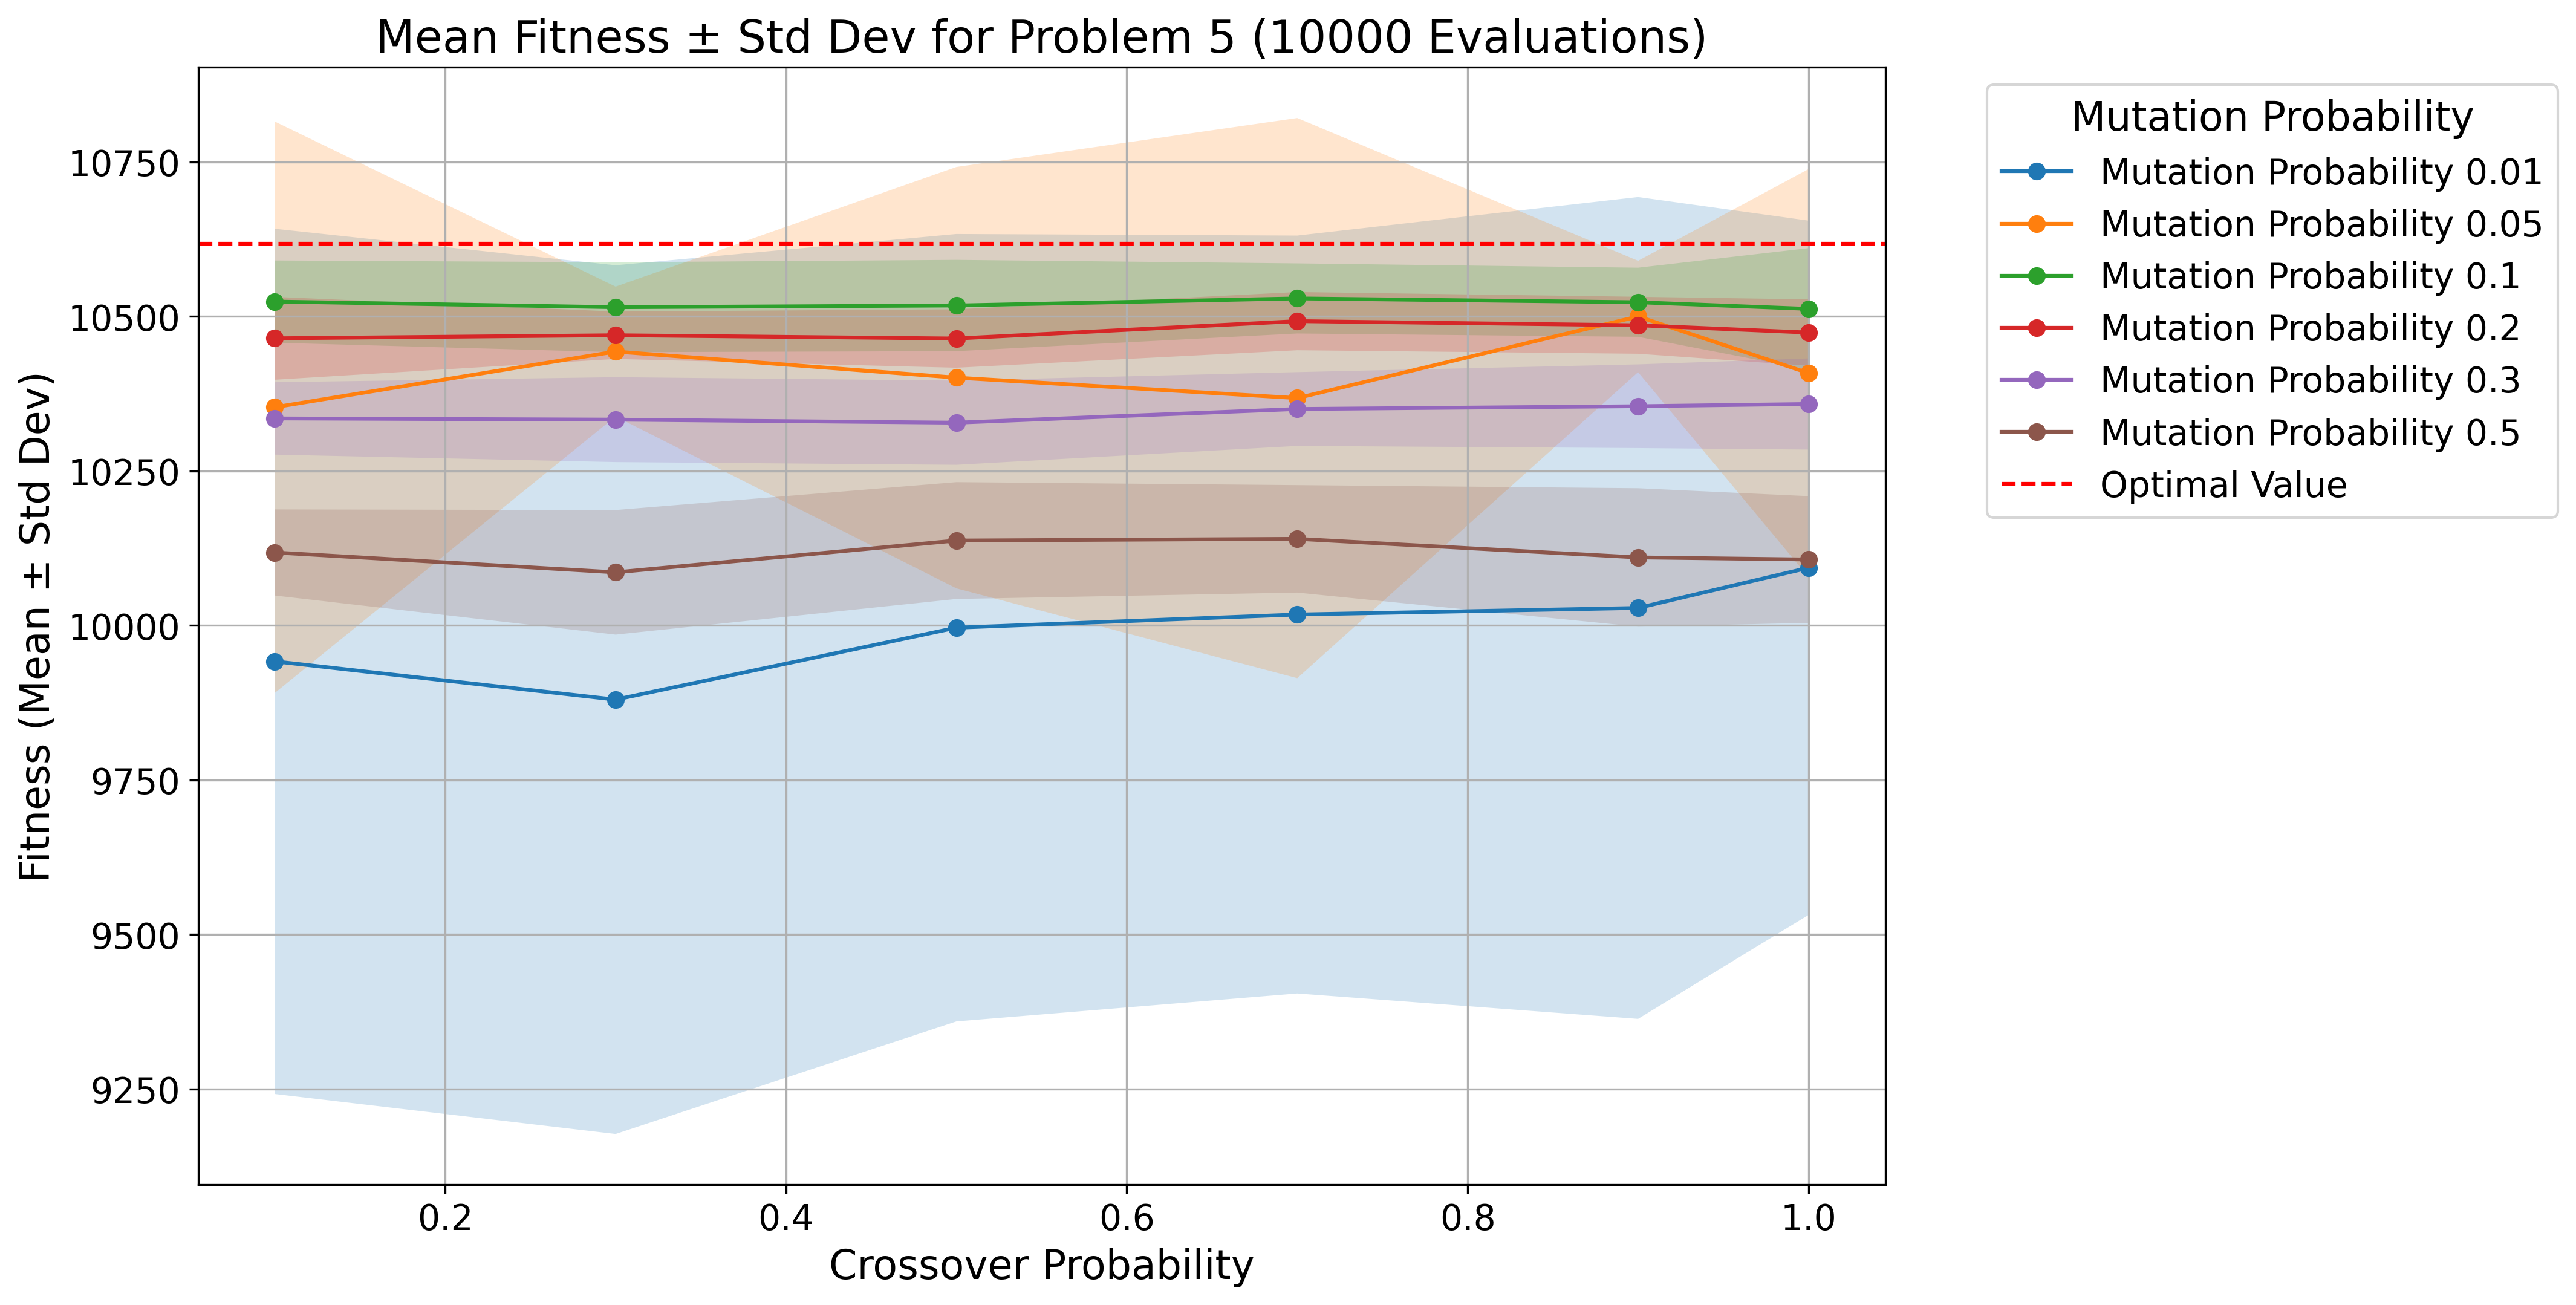 Mean Fitness ± Std Dev for Problem 5 (10000 Evaluations)
Fitness (Mean ± Std Dev)
10750
10500
10250
10000
9750
9500
9250
0.2
0.4
0.6
0.8
1.0
Crossover Probability
Mutation Probability
Mutation Probability 0.01
Mutation Probability 0.05
Mutation Probability 0.1
Mutation Probability 0.2
Mutation Probability 0.3
Mutation Probability 0.5
Optimal Value